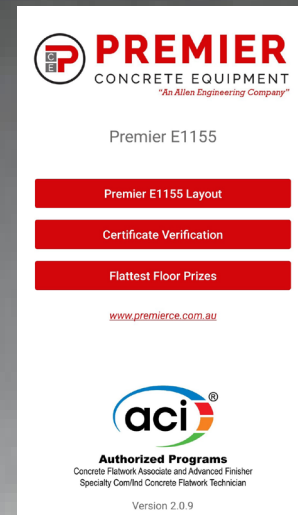 CE
P
PREMIER
CONCRETE EQUIPMENT
"An Allen Engineering Company"
Premier E1155
Premier E1155 Layout
Certificate Verification
Flattest Floor Prizes
www.premierce.com.au
aci®
Authorized Programs
Concrete Flatwork Associate and Advanced Finisher
Specialty Com/Ind Concrete Flatwork Technician
Version 2.0.9